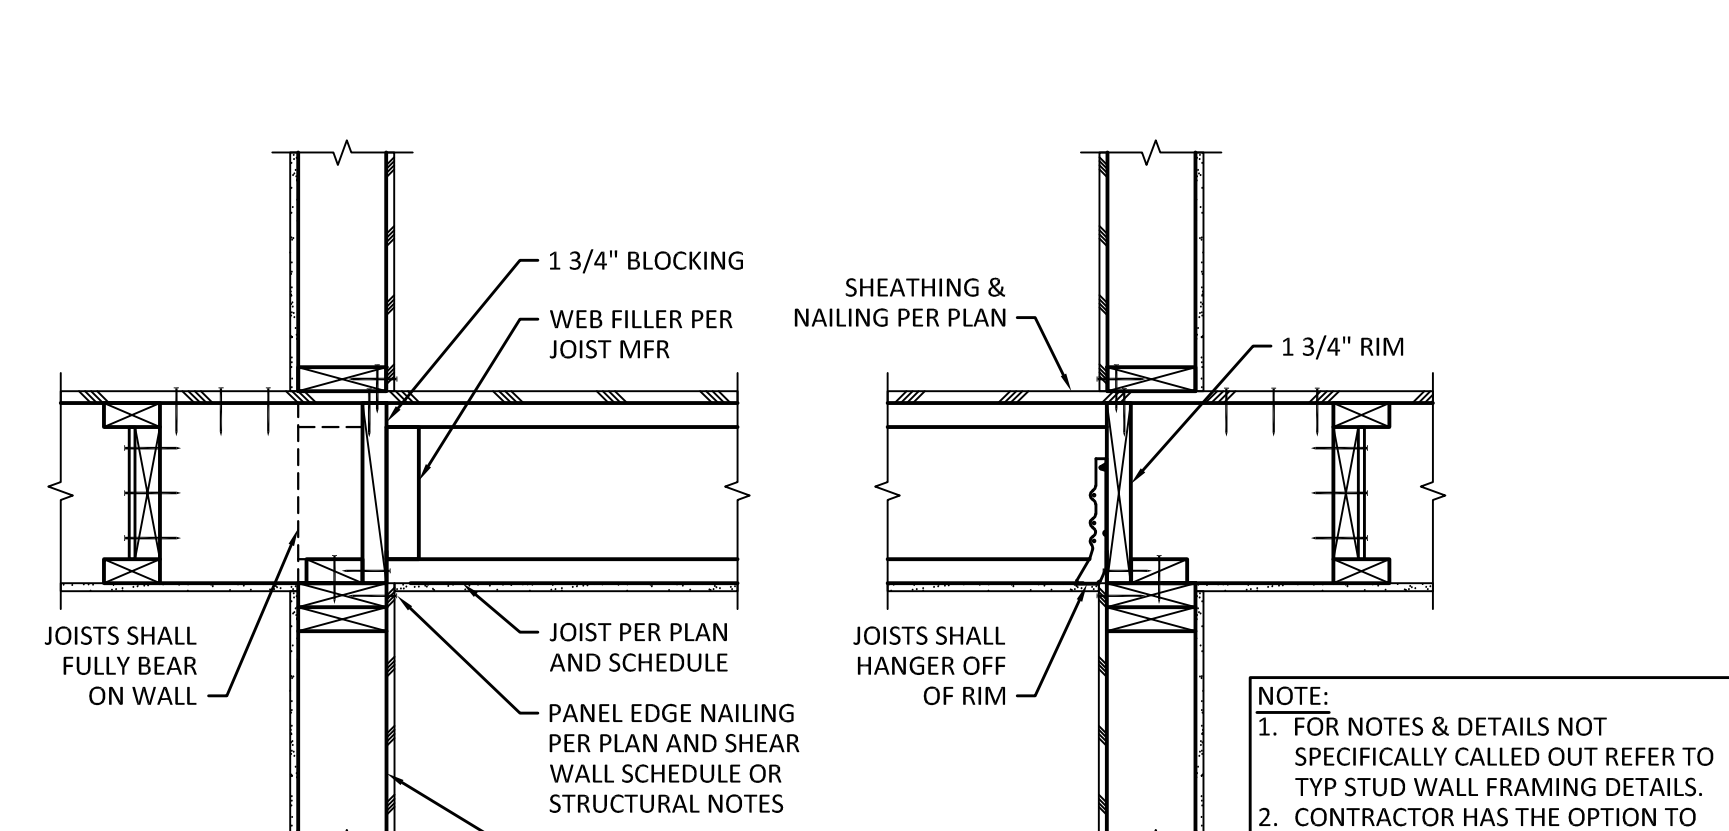 1 3/4" BLOCKING
WEB FILLER PER
JOIST MFR
JOISTS SHALL
FULLY BEAR
ON WALL
JOIST PER PLAN
AND SCHEDULE
PANEL EDGE NAILING
PER PLAN AND SHEAR
WALL SCHEDULE OR
STRUCTURAL NOTES
SHEATHING &
NAILING PER PLAN
1 3/4" RIM
JOISTS SHALL
HANGER OFF
OF RIM
NOTE:
1. FOR NOTES & DETAILS NOT
SPECIFICALLY CALLED OUT REFER TO
TYP STUD WALL FRAMING DETAILS.
2. CONTRACTOR HAS THE OPTION TO